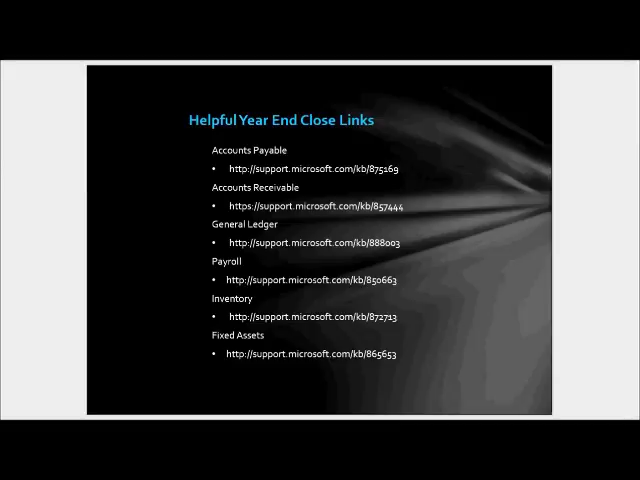 Helpful Year End Close Links
Accounts Payable
• http://support.microsoft.com/kb/875169
Accounts Receivable
• https://support.microsoft.com/kb/857444
General Ledger
• http://support.microsoft.com/kb/888003
Payroll
• http://support.microsoft.com/kb/850663
Inventory
• http://support.microsoft.com/kb/872713
Fixed Assets
• http://support.microsoft.com/kb/865653